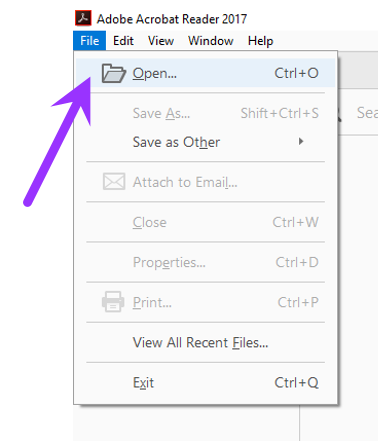 Adobe Acrobat Reader 2017
File Edit View Window Help
Open... Ctrl+O
Save As... Shift+Ctrl+S
Save as Other
Attach to Email...
Close Ctrl+W
Properties... Ctrl+D
Print... Ctrl+P
View All Recent Files...
Exit Ctrl+Q